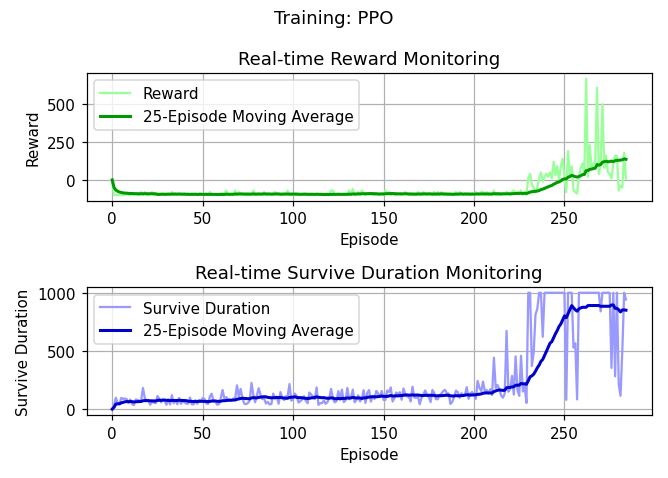 Training: PPO
Real-time Reward Monitoring
Reward
25-Episode Moving Average
500
250
0
Reward
0 50 100 150 200 250
Episode
Real-time Survive Duration Monitoring
Survive Duration
25-Episode Moving Average
1000
500
0
Survive Duration
0 50 100 150 200 250
Episode